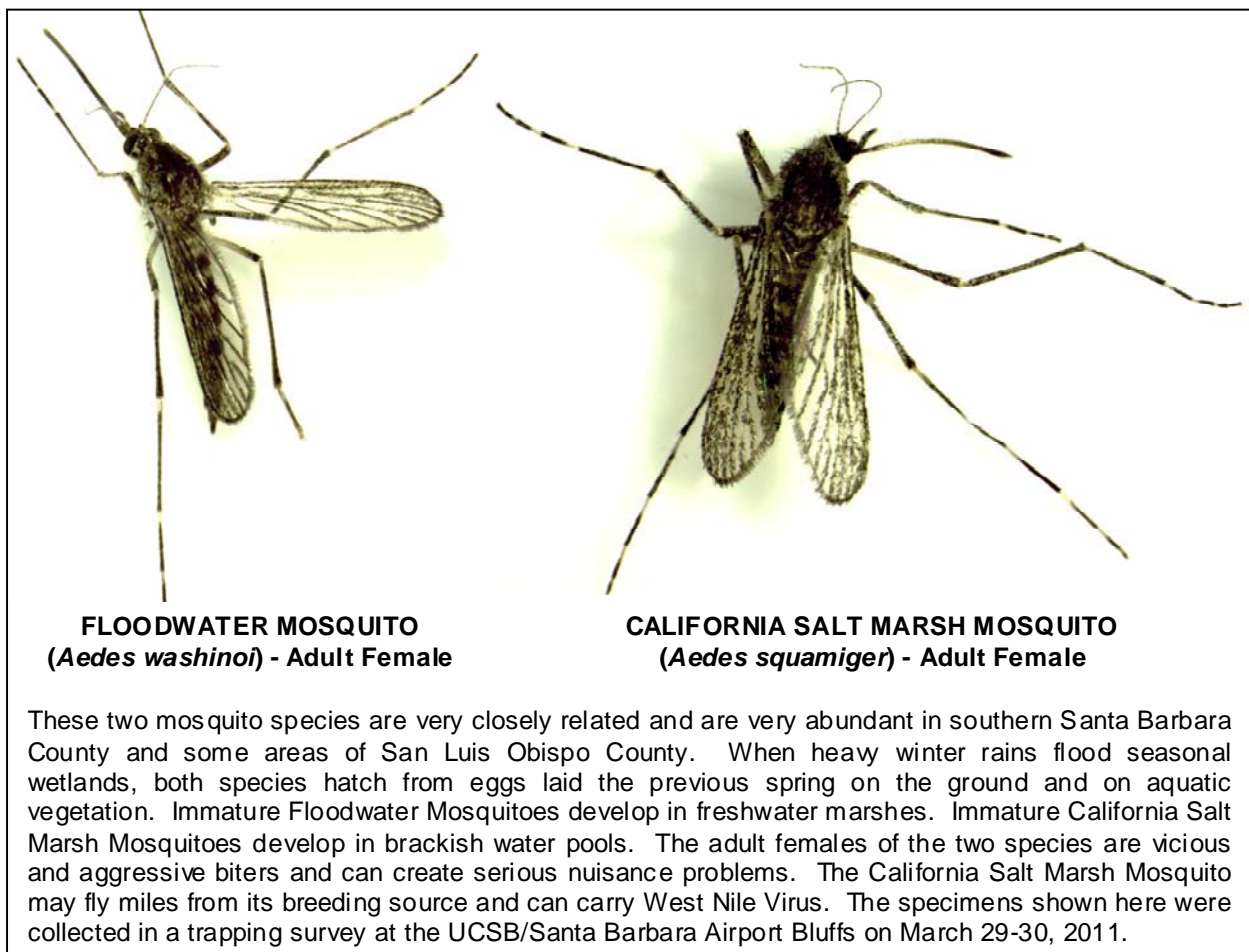 FLOODWATER MOSQUITO
(Aedes washinoi) - Adult Female
CALIFORNIA SALT MARSH MOSQUITO
(Aedes squamiger) - Adult Female
These two mosquito species are very closely related and are very abundant in southern Santa Barbara
County and some areas of San Luis Obispo County. When heavy winter rains flood seasonal
wetlands, both species hatch from eggs laid the previous spring on the ground and on aquatic
vegetation. Immature Floodwater Mosquitoes develop in freshwater marshes. Immature California Salt
Marsh Mosquitoes develop in brackish water pools. The adult females of the two species are vicious
and aggressive biters and can create serious nuisance problems. The California Salt Marsh Mosquito
may fly miles from its breeding source and can carry West Nile Virus. The specimens shown here were
collected in a trapping survey at the UCSB/Santa Barbara Airport Bluffs on March 29-30, 2011.